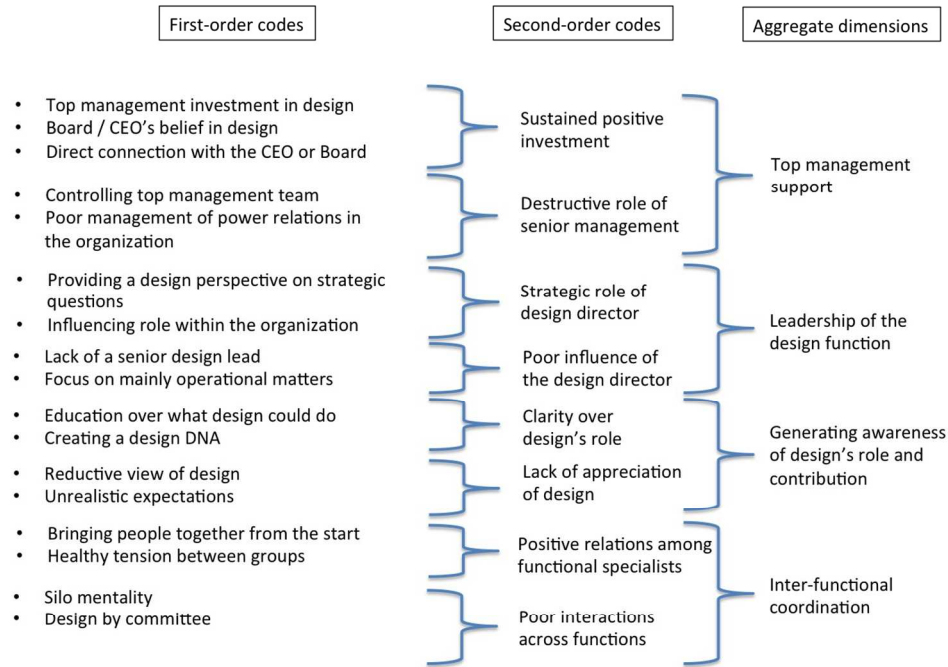 First-order codes
Second-order codes
Aggregate dimensions
• Top management investment in design
• Board / CEO's belief in design
• Direct connection with the CEO or Board
Sustained positive
investment
• Controlling top management team
• Poor management of power relations in
the organization
Destructive role of
senior management
Top management
support
• Providing a design perspective on strategic
questions
• Influencing role within the organization
Strategic role of
design director
• Lack of a senior design lead
• Focus on mainly operational matters
Poor influence of
the design director
Leadership of the
design function
• Education over what design could do
• Creating a design DNA
Clarity over
design's role
• Reductive view of design
• Unrealistic expectations
Lack of appreciation
of design
Generating awareness
of design's role and
contribution
• Bringing people together from the start
• Healthy tension between groups
Positive relations among
functional specialists
• Silo mentality
• Design by committee
Poor interactions
across functions
Inter-functional
coordination